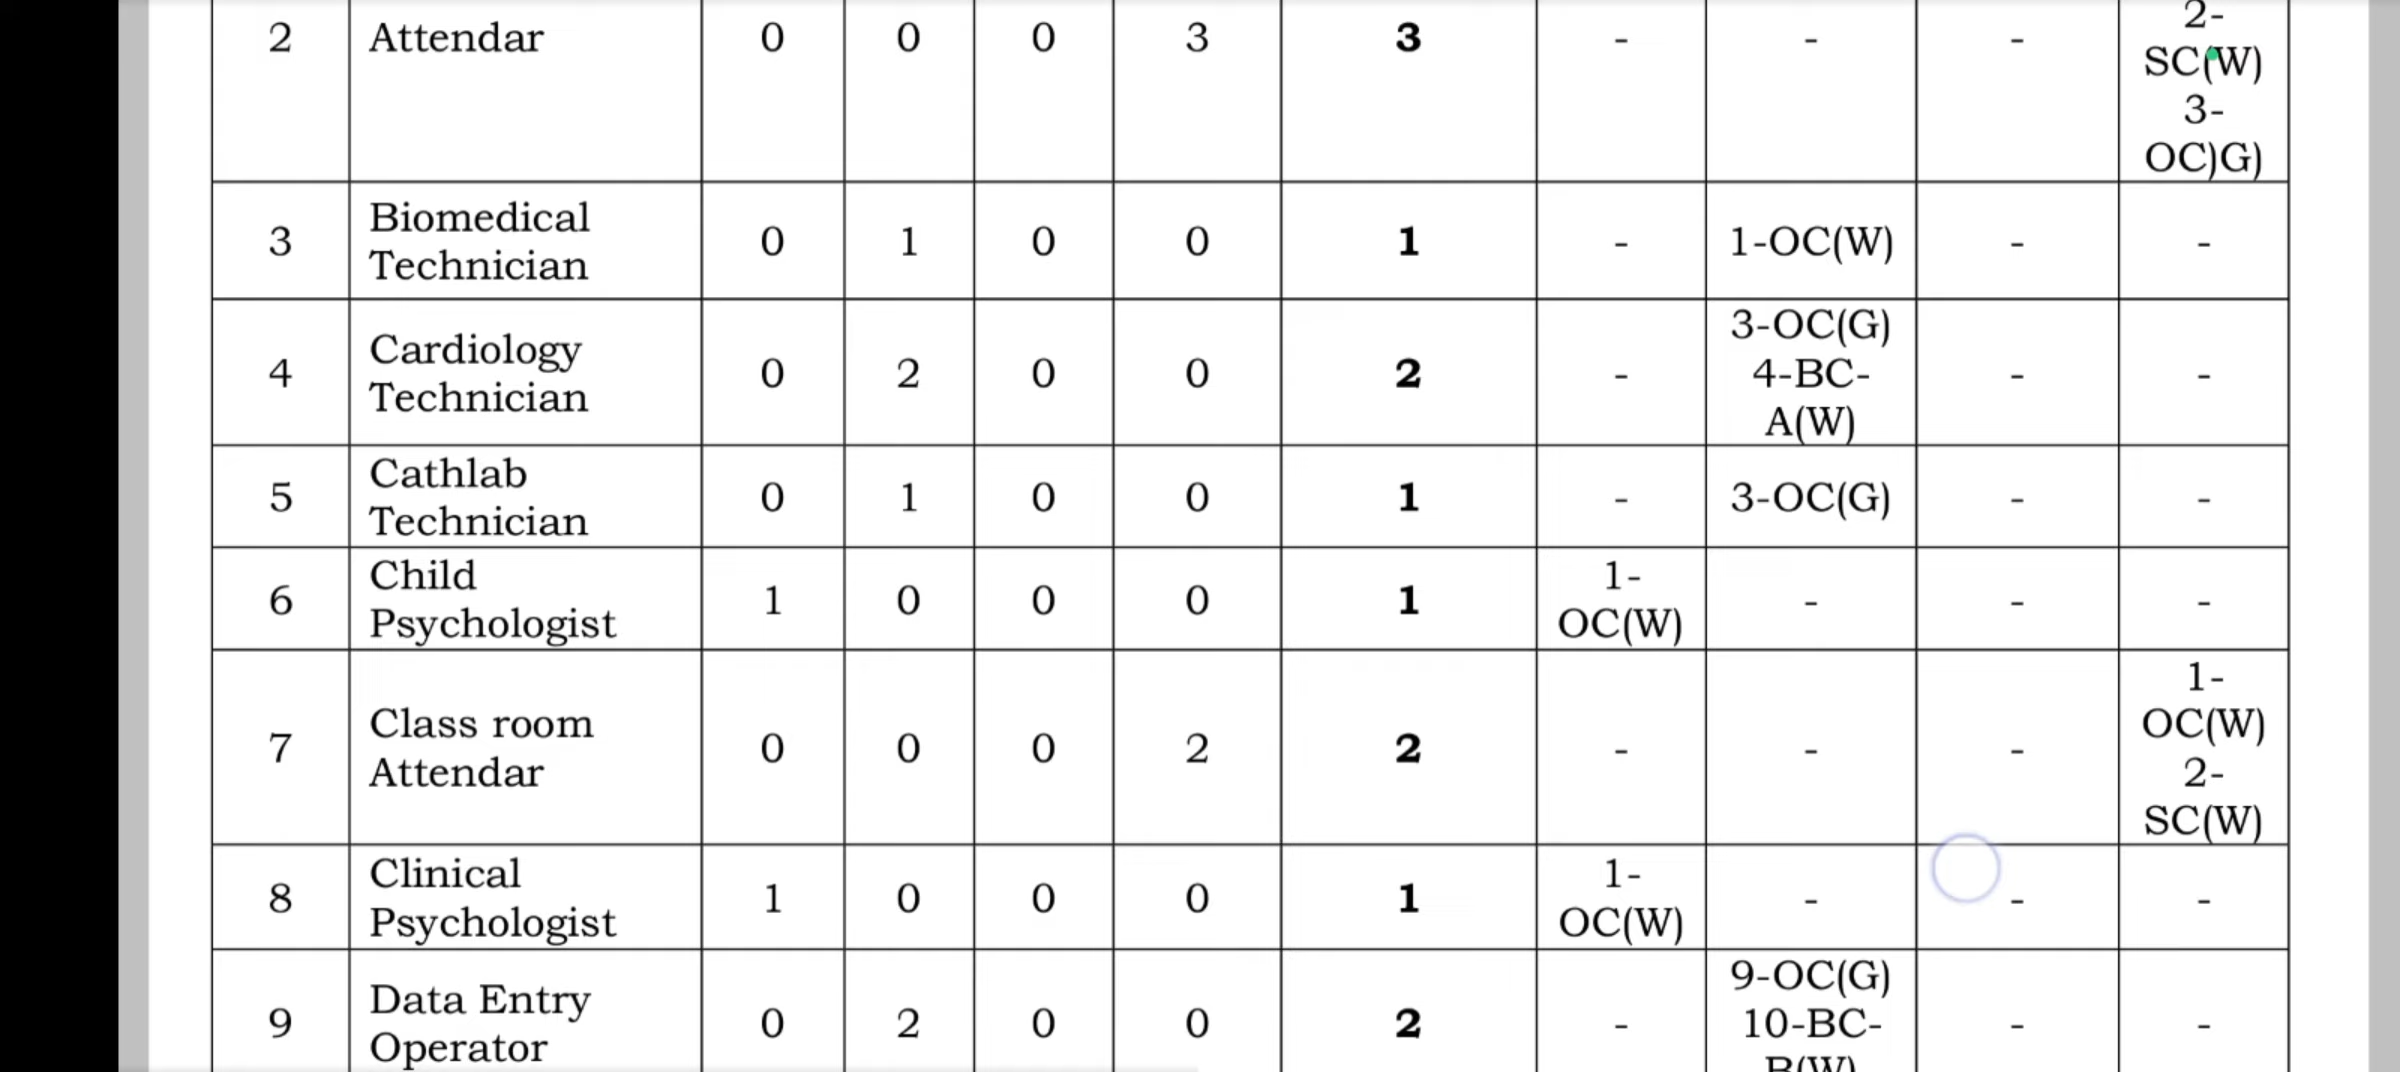 2 Attendar 0 0 0 3 3 - - - 2-
SC(W)
3-
OC)G)
3 Biomedical
Technician 0 1 0 0 1 - 1-OC(W) - -
4 Cardiology
Technician 0 2 0 0 2 - 3-OC(G)
4-BC-
A(W) - -
5 Cathlab
Technician 0 1 0 0 1 - 3-OC(G) - -
6 Child
Psychologist 1 0 0 0 1 1-
OC(W) - - -
7 Class room
Attendar 0 0 0 2 2 - - - 1-
OC(W)
2-
SC(W)
8 Clinical
Psychologist 1 0 0 0 1 1-
OC(W) - - -
9 Data Entry
Operator 0 2 0 0 2 - 9-OC(G)
10-BC-
B(W) - -